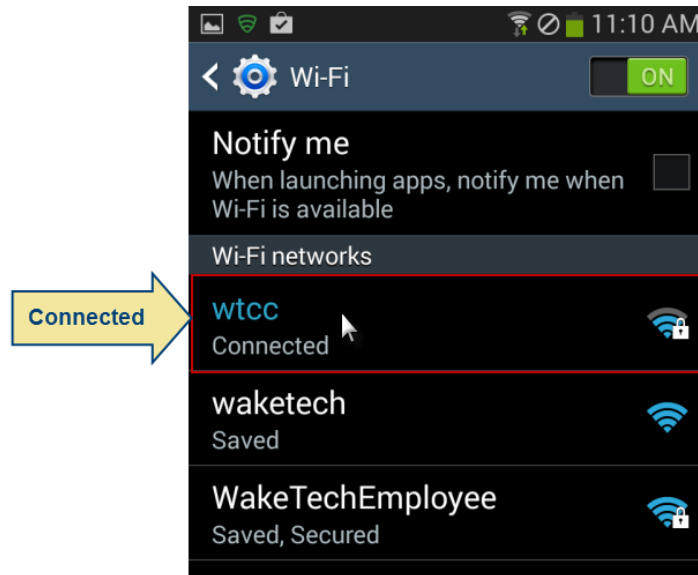 11:10 AM
Wi-Fi
ON
Notify me
When launching apps, notify me when
Wi-Fi is available
Wi-Fi networks
Connected
wtcc
Connected
waketech
Saved
WakeTechEmployee
Saved, Secured